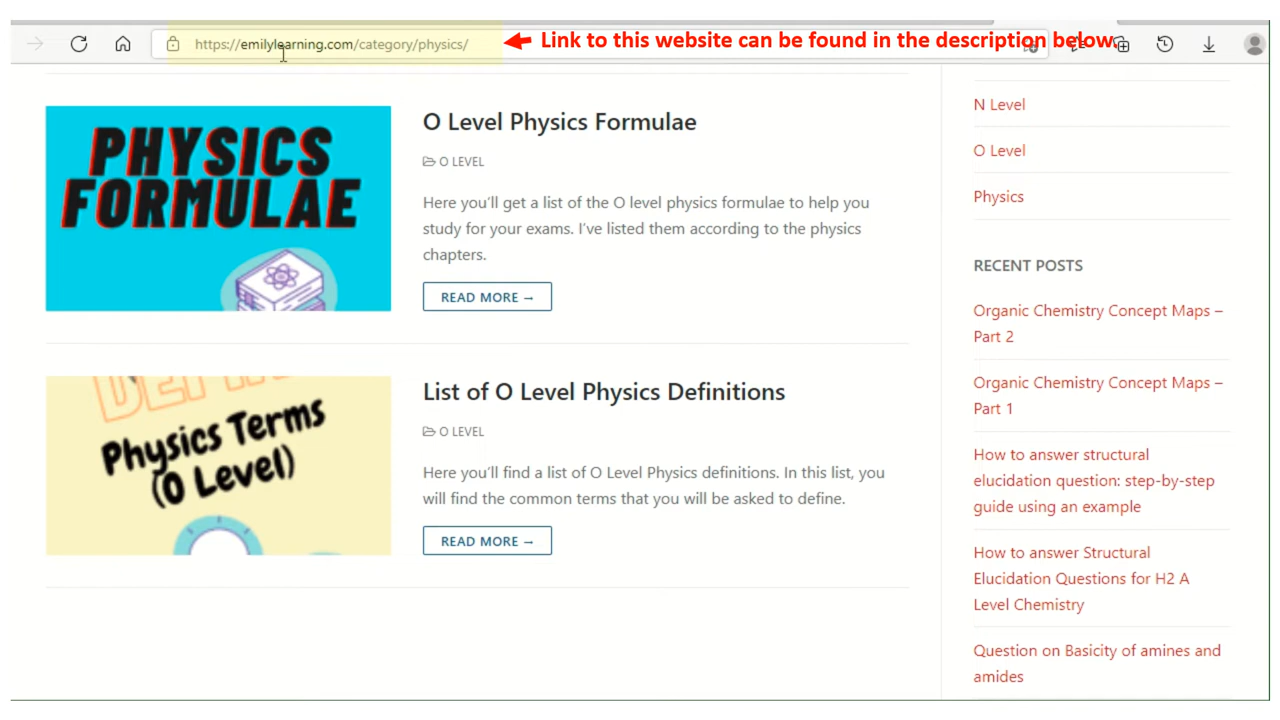 https://emilylearning.com/category/physics/
Link to this website can be found in the description below
PHYSICS
FORMULAE
O Level Physics Formulae
O LEVEL
Here you'll get a list of the O level physics formulae to help you
study for your exams. I've listed them according to the physics
chapters.
READ MORE →
Physics Terms
(O Level)
List of O Level Physics Definitions
O LEVEL
Here you'll find a list of O Level Physics definitions. In this list, you
will find the common terms that you will be asked to define.
READ MORE →
N Level
O Level
Physics
RECENT POSTS
Organic Chemistry Concept Maps –
Part 2
Organic Chemistry Concept Maps –
Part 1
How to answer structural
elucidation question: step-by-step
guide using an example
How to answer Structural
Elucidation Questions for H2 A
Level Chemistry
Question on Basicity of amines and
amides